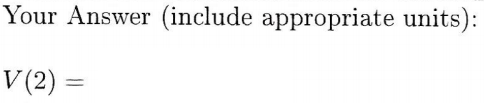 Your Answer (include appropriate units):
V(2) =